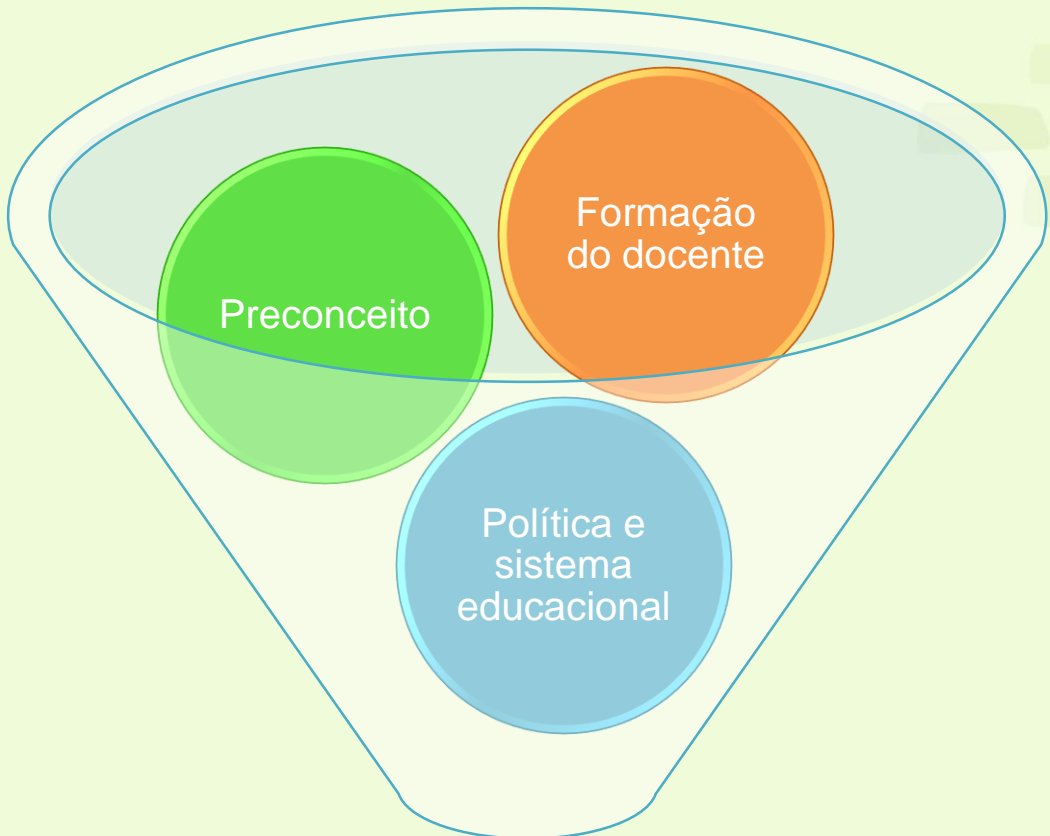 Formação
do docente
Preconceito
Política e
sistema
educacional